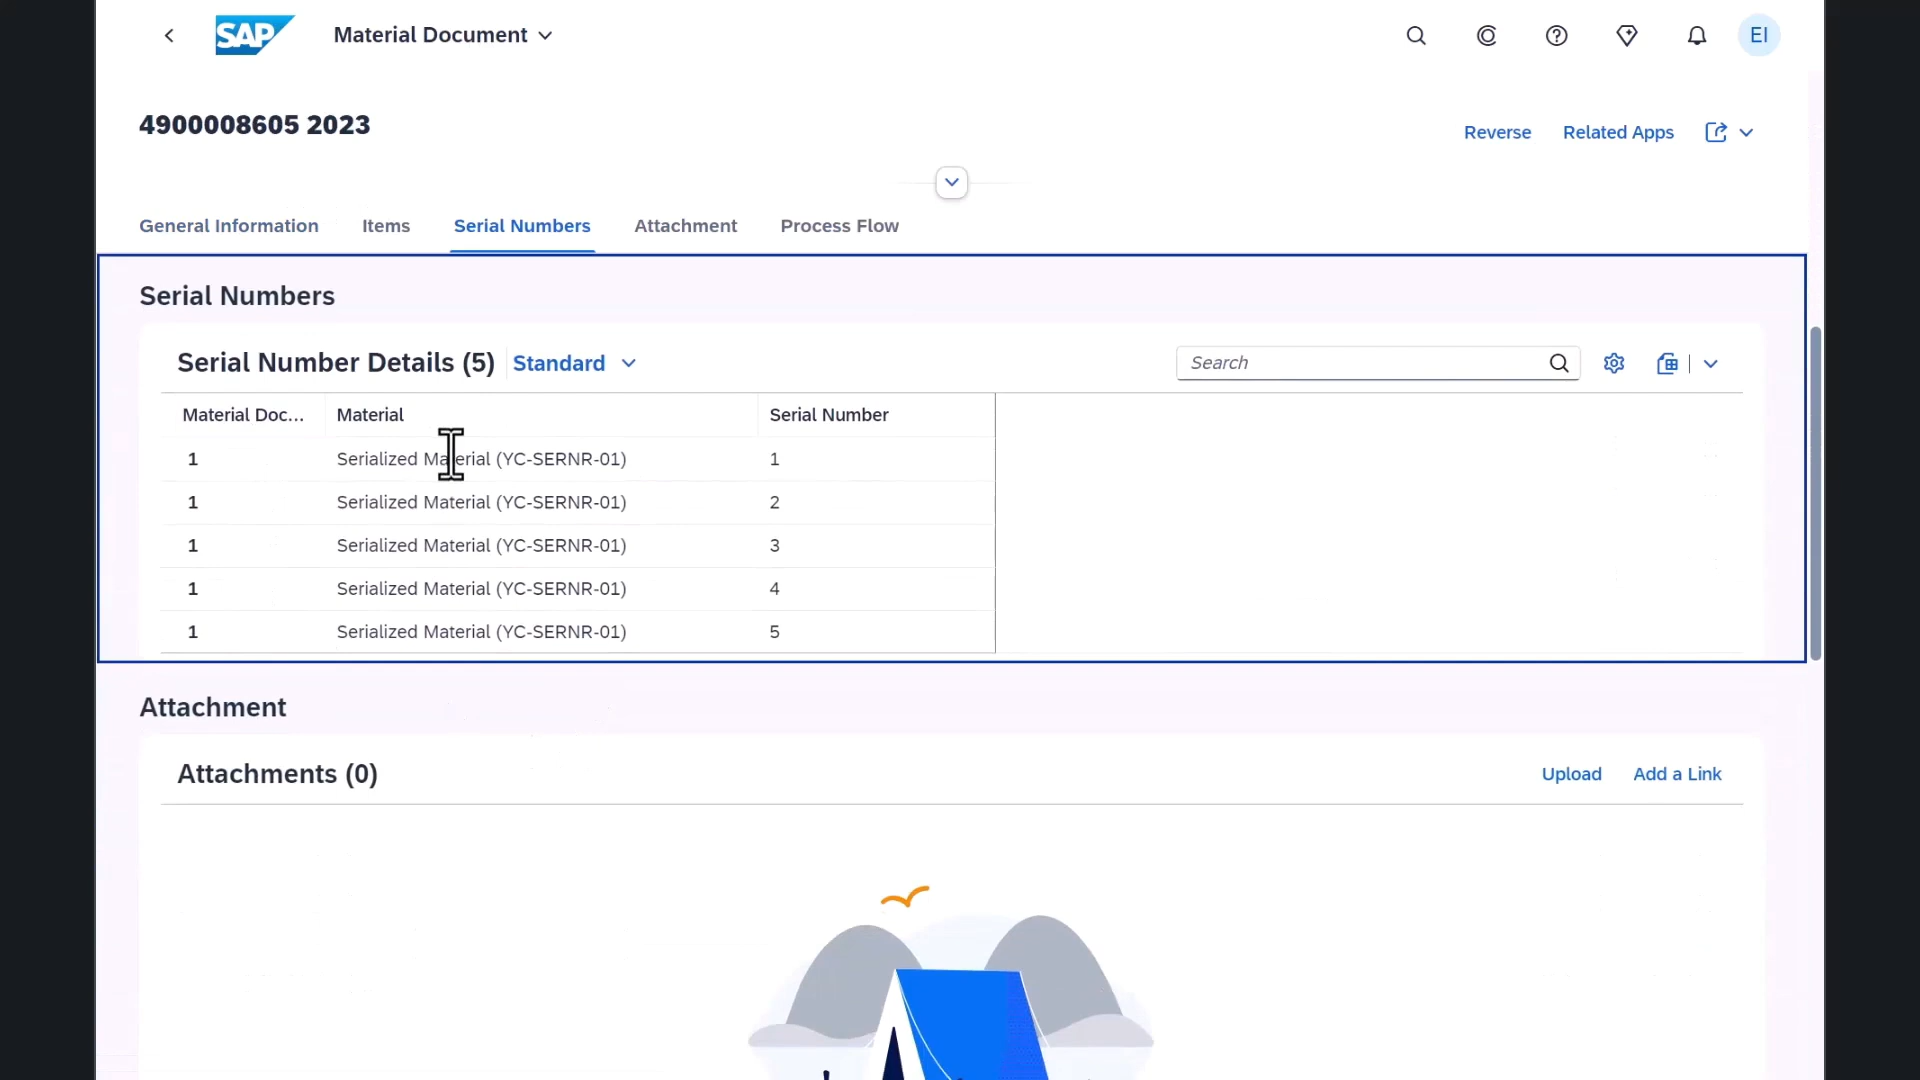 SAP Material Document EI
4900008605 2023
Reverse Related Apps
General Information Items Serial Numbers Attachment Process Flow
Serial Numbers
Serial Number Details (5) Standard Search
Material Doc... Material Serial Number
1 Serialized Material (YC-SERNR-01) 1
1 Serialized Material (YC-SERNR-01) 2
1 Serialized Material (YC-SERNR-01) 3
1 Serialized Material (YC-SERNR-01) 4
1 Serialized Material (YC-SERNR-01) 5
Attachment
Attachments (0) Upload Add a Link